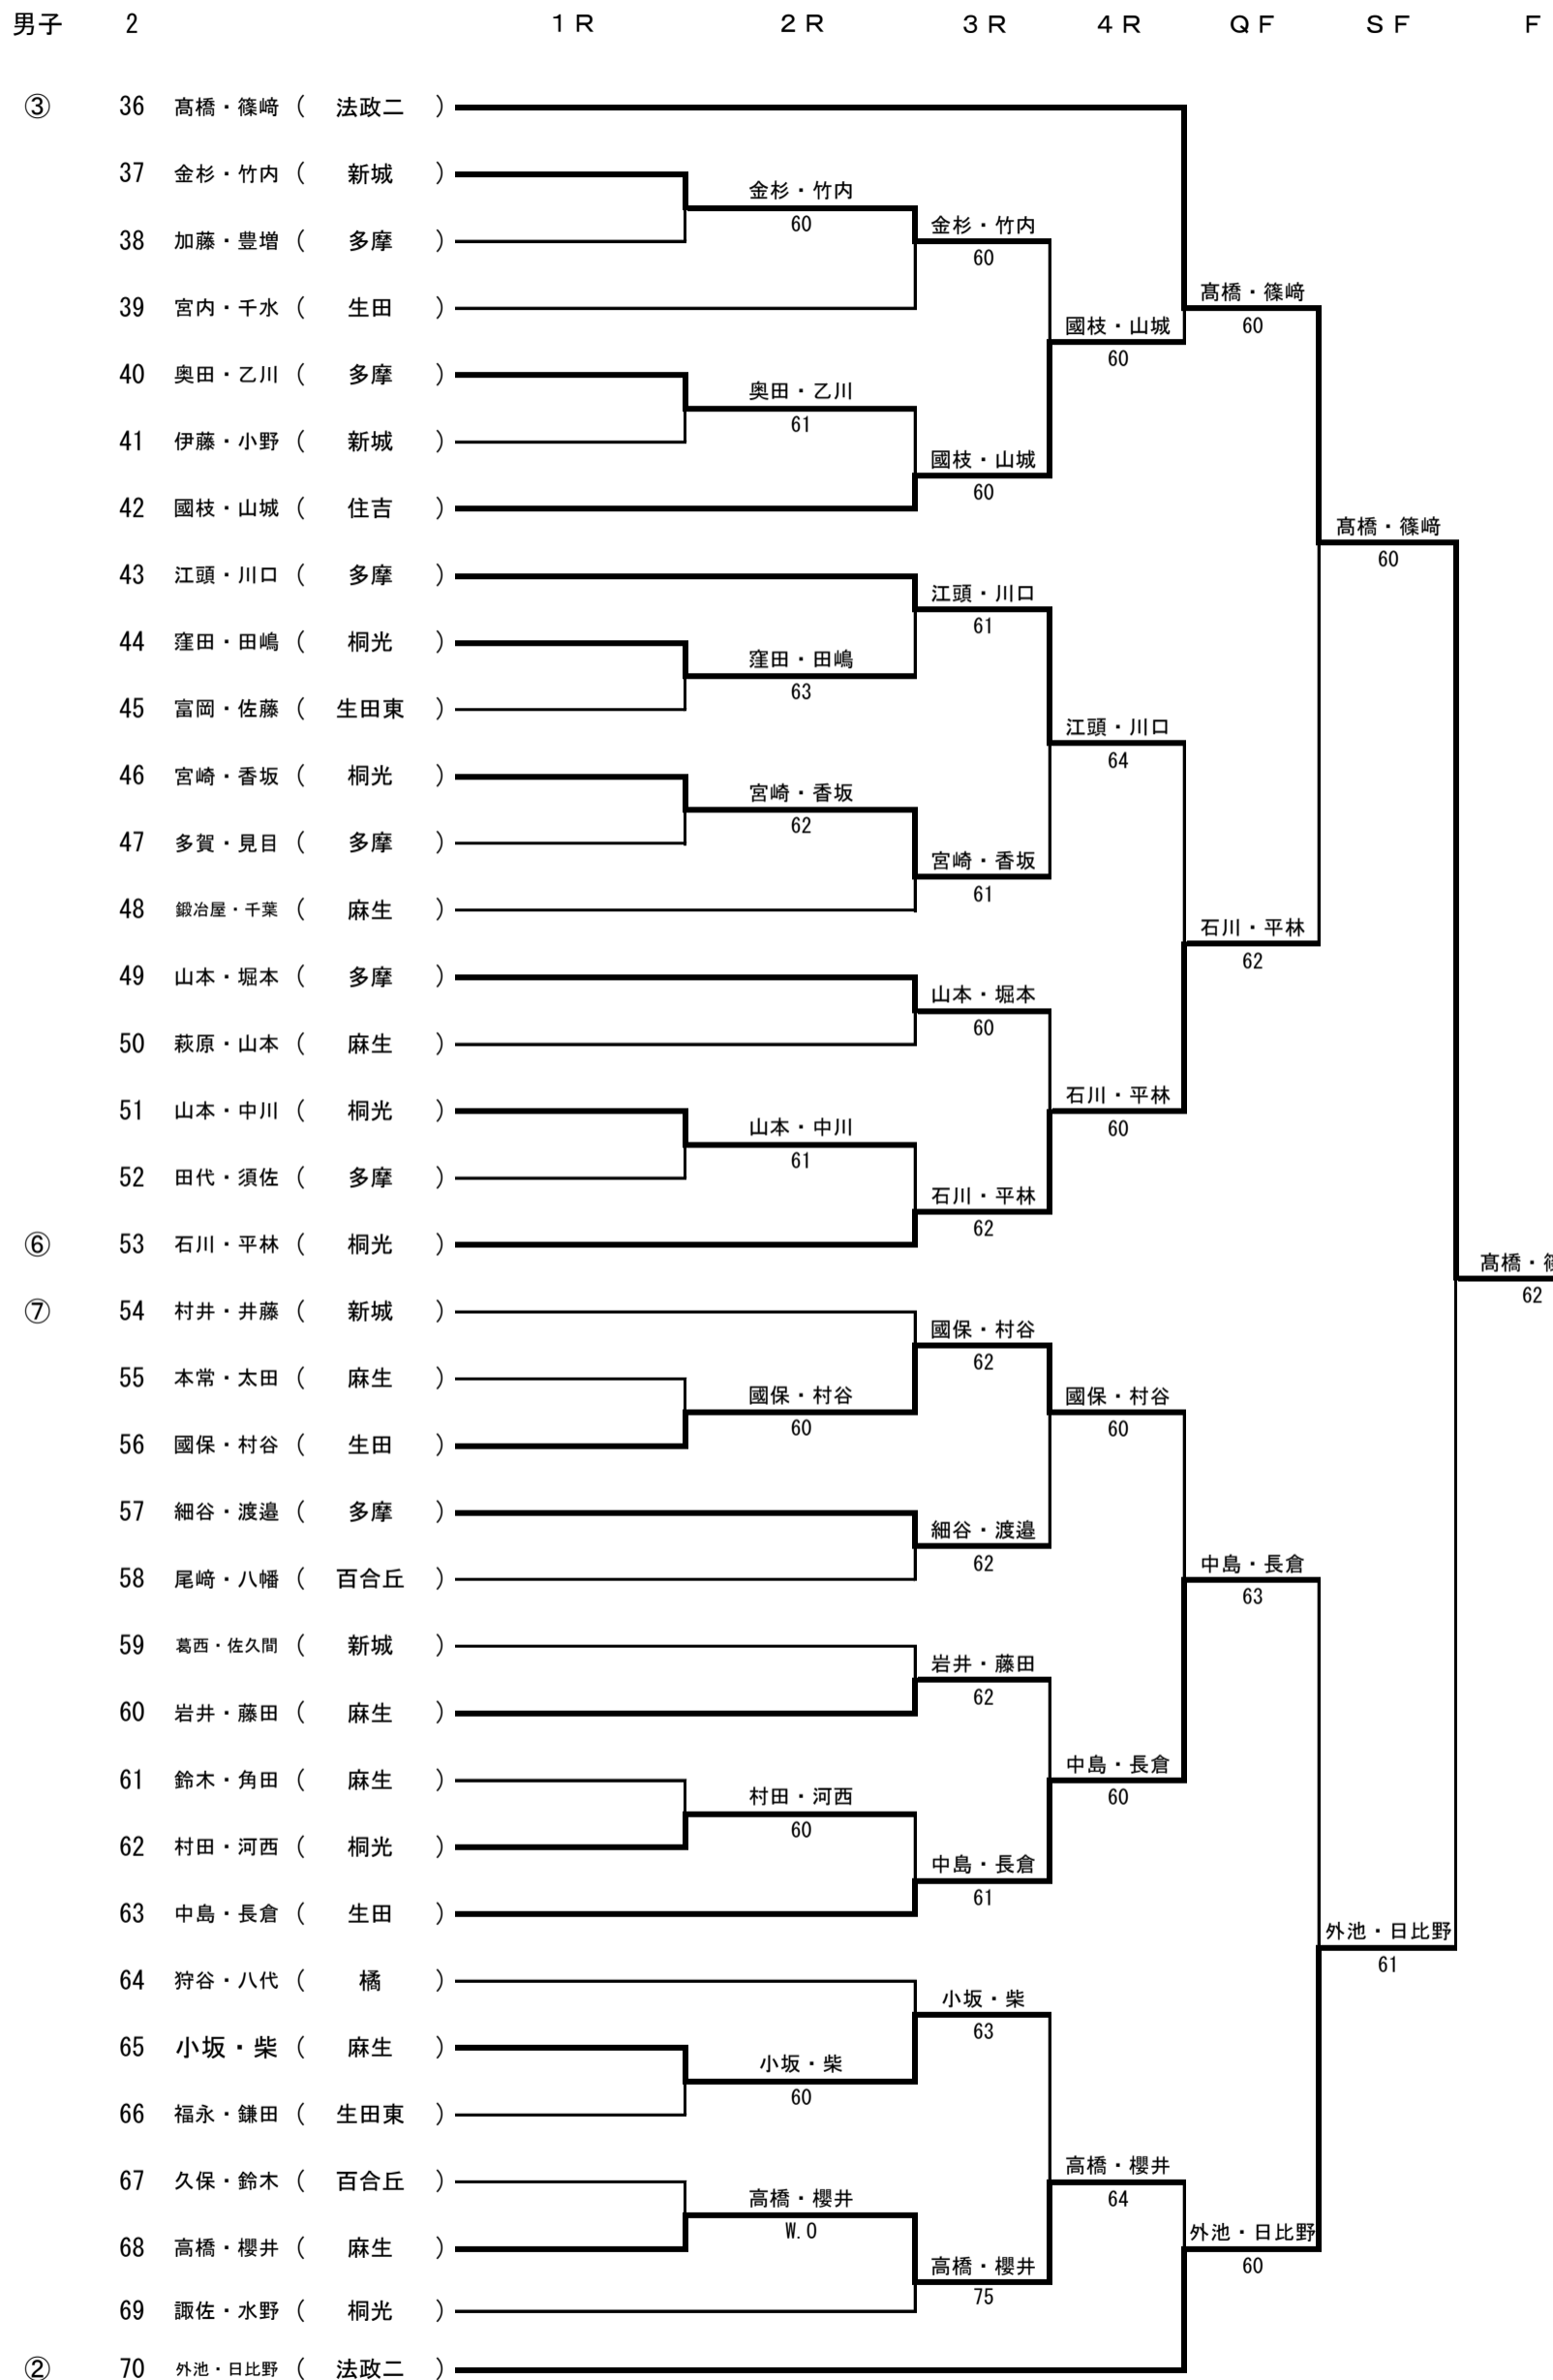 男子 2 １Ｒ ２Ｒ ３Ｒ ４Ｒ ＱＦ ＳＦ Ｆ
③ 36 髙橋・篠﨑 （ 法政二 ）
37 金杉・竹内 （ 新城 ）
金杉・竹内
60
金杉・竹内
60
38 加藤・豊増 （ 多摩 ）
39 宮内・千水 （ 生田 ）
髙橋・篠﨑
60
國枝・山城
60
40 奥田・乙川 （ 多摩 ）
奥田・乙川
61
41 伊藤・小野 （ 新城 ）
國枝・山城
60
42 國枝・山城 （ 住吉 ）
髙橋・篠﨑
60
43 江頭・川口 （ 多摩 ）
江頭・川口
61
44 窪田・田嶋 （ 桐光 ）
窪田・田嶋
63
45 富岡・佐藤 （ 生田東 ）
江頭・川口
64
46 宮崎・香坂 （ 桐光 ）
宮崎・香坂
62
47 多賀・見目 （ 多摩 ）
宮崎・香坂
61
48 鍛冶屋・千葉 （ 麻生 ）
石川・平林
62
49 山本・堀本 （ 多摩 ）
山本・堀本
60
50 萩原・山本 （ 麻生 ）
51 山本・中川 （ 桐光 ）
石川・平林
60
山本・中川
61
52 田代・須佐 （ 多摩 ）
石川・平林
62
⑥ 53 石川・平林 （ 桐光 ）
髙橋・
62
⑦ 54 村井・井藤 （ 新城 ）
國保・村谷
62
55 本常・太田 （ 麻生 ）
國保・村谷
60
國保・村谷
60
56 國保・村谷 （ 生田 ）
57 細谷・渡邉 （ 多摩 ）
細谷・渡邉
62
58 尾﨑・八幡 （ 百合丘 ）
中島・長倉
63
59 葛西・佐久間 （ 新城 ）
岩井・藤田
62
60 岩井・藤田 （ 麻生 ）
61 鈴木・角田 （ 麻生 ）
中島・長倉
60
村田・河西
60
62 村田・河西 （ 桐光 ）
中島・長倉
61
63 中島・長倉 （ 生田 ）
外池・日比野
61
64 狩谷・八代 （ 橘 ）
小坂・柴
63
65 小坂・柴 （ 麻生 ）
小坂・柴
60
66 福永・鎌田 （ 生田東 ）
67 久保・鈴木 （ 百合丘 ）
高橋・櫻井
64
高橋・櫻井
W.O
68 高橋・櫻井 （ 麻生 ）
外池・日比野
60
高橋・櫻井
75
69 諏佐・水野 （ 桐光 ）
② 70 外池・日比野 （ 法政二 ）